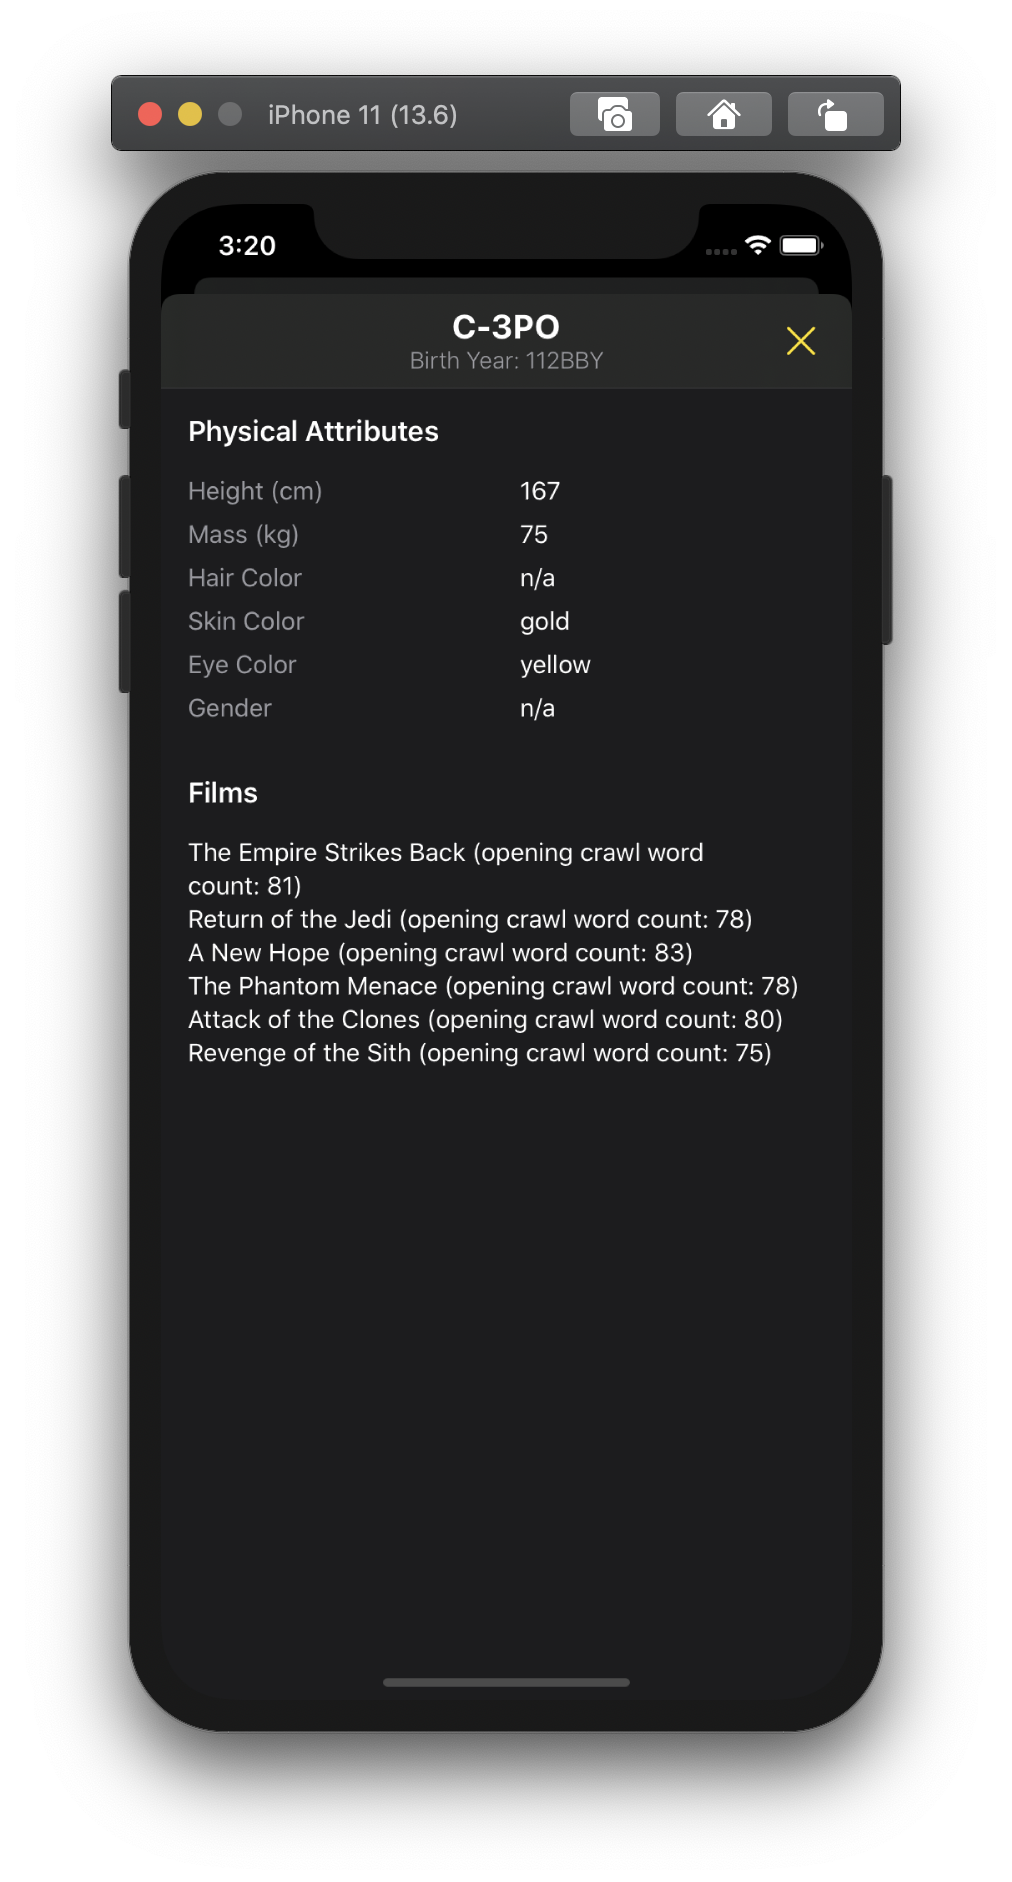 iPhone 11 (13.6)
3:20
C-3PO
Birth Year: 112BBY
Physical Attributes
Height (cm) 167
Mass (kg) 75
Hair Color n/a
Skin Color gold
Eye Color yellow
Gender n/a
Films
The Empire Strikes Back (opening crawl word
count: 81)
Return of the Jedi (opening crawl word count: 78)
A New Hope (opening crawl word count: 83)
The Phantom Menace (opening crawl word count: 78)
Attack of the Clones (opening crawl word count: 80)
Revenge of the Sith (opening crawl word count: 75)